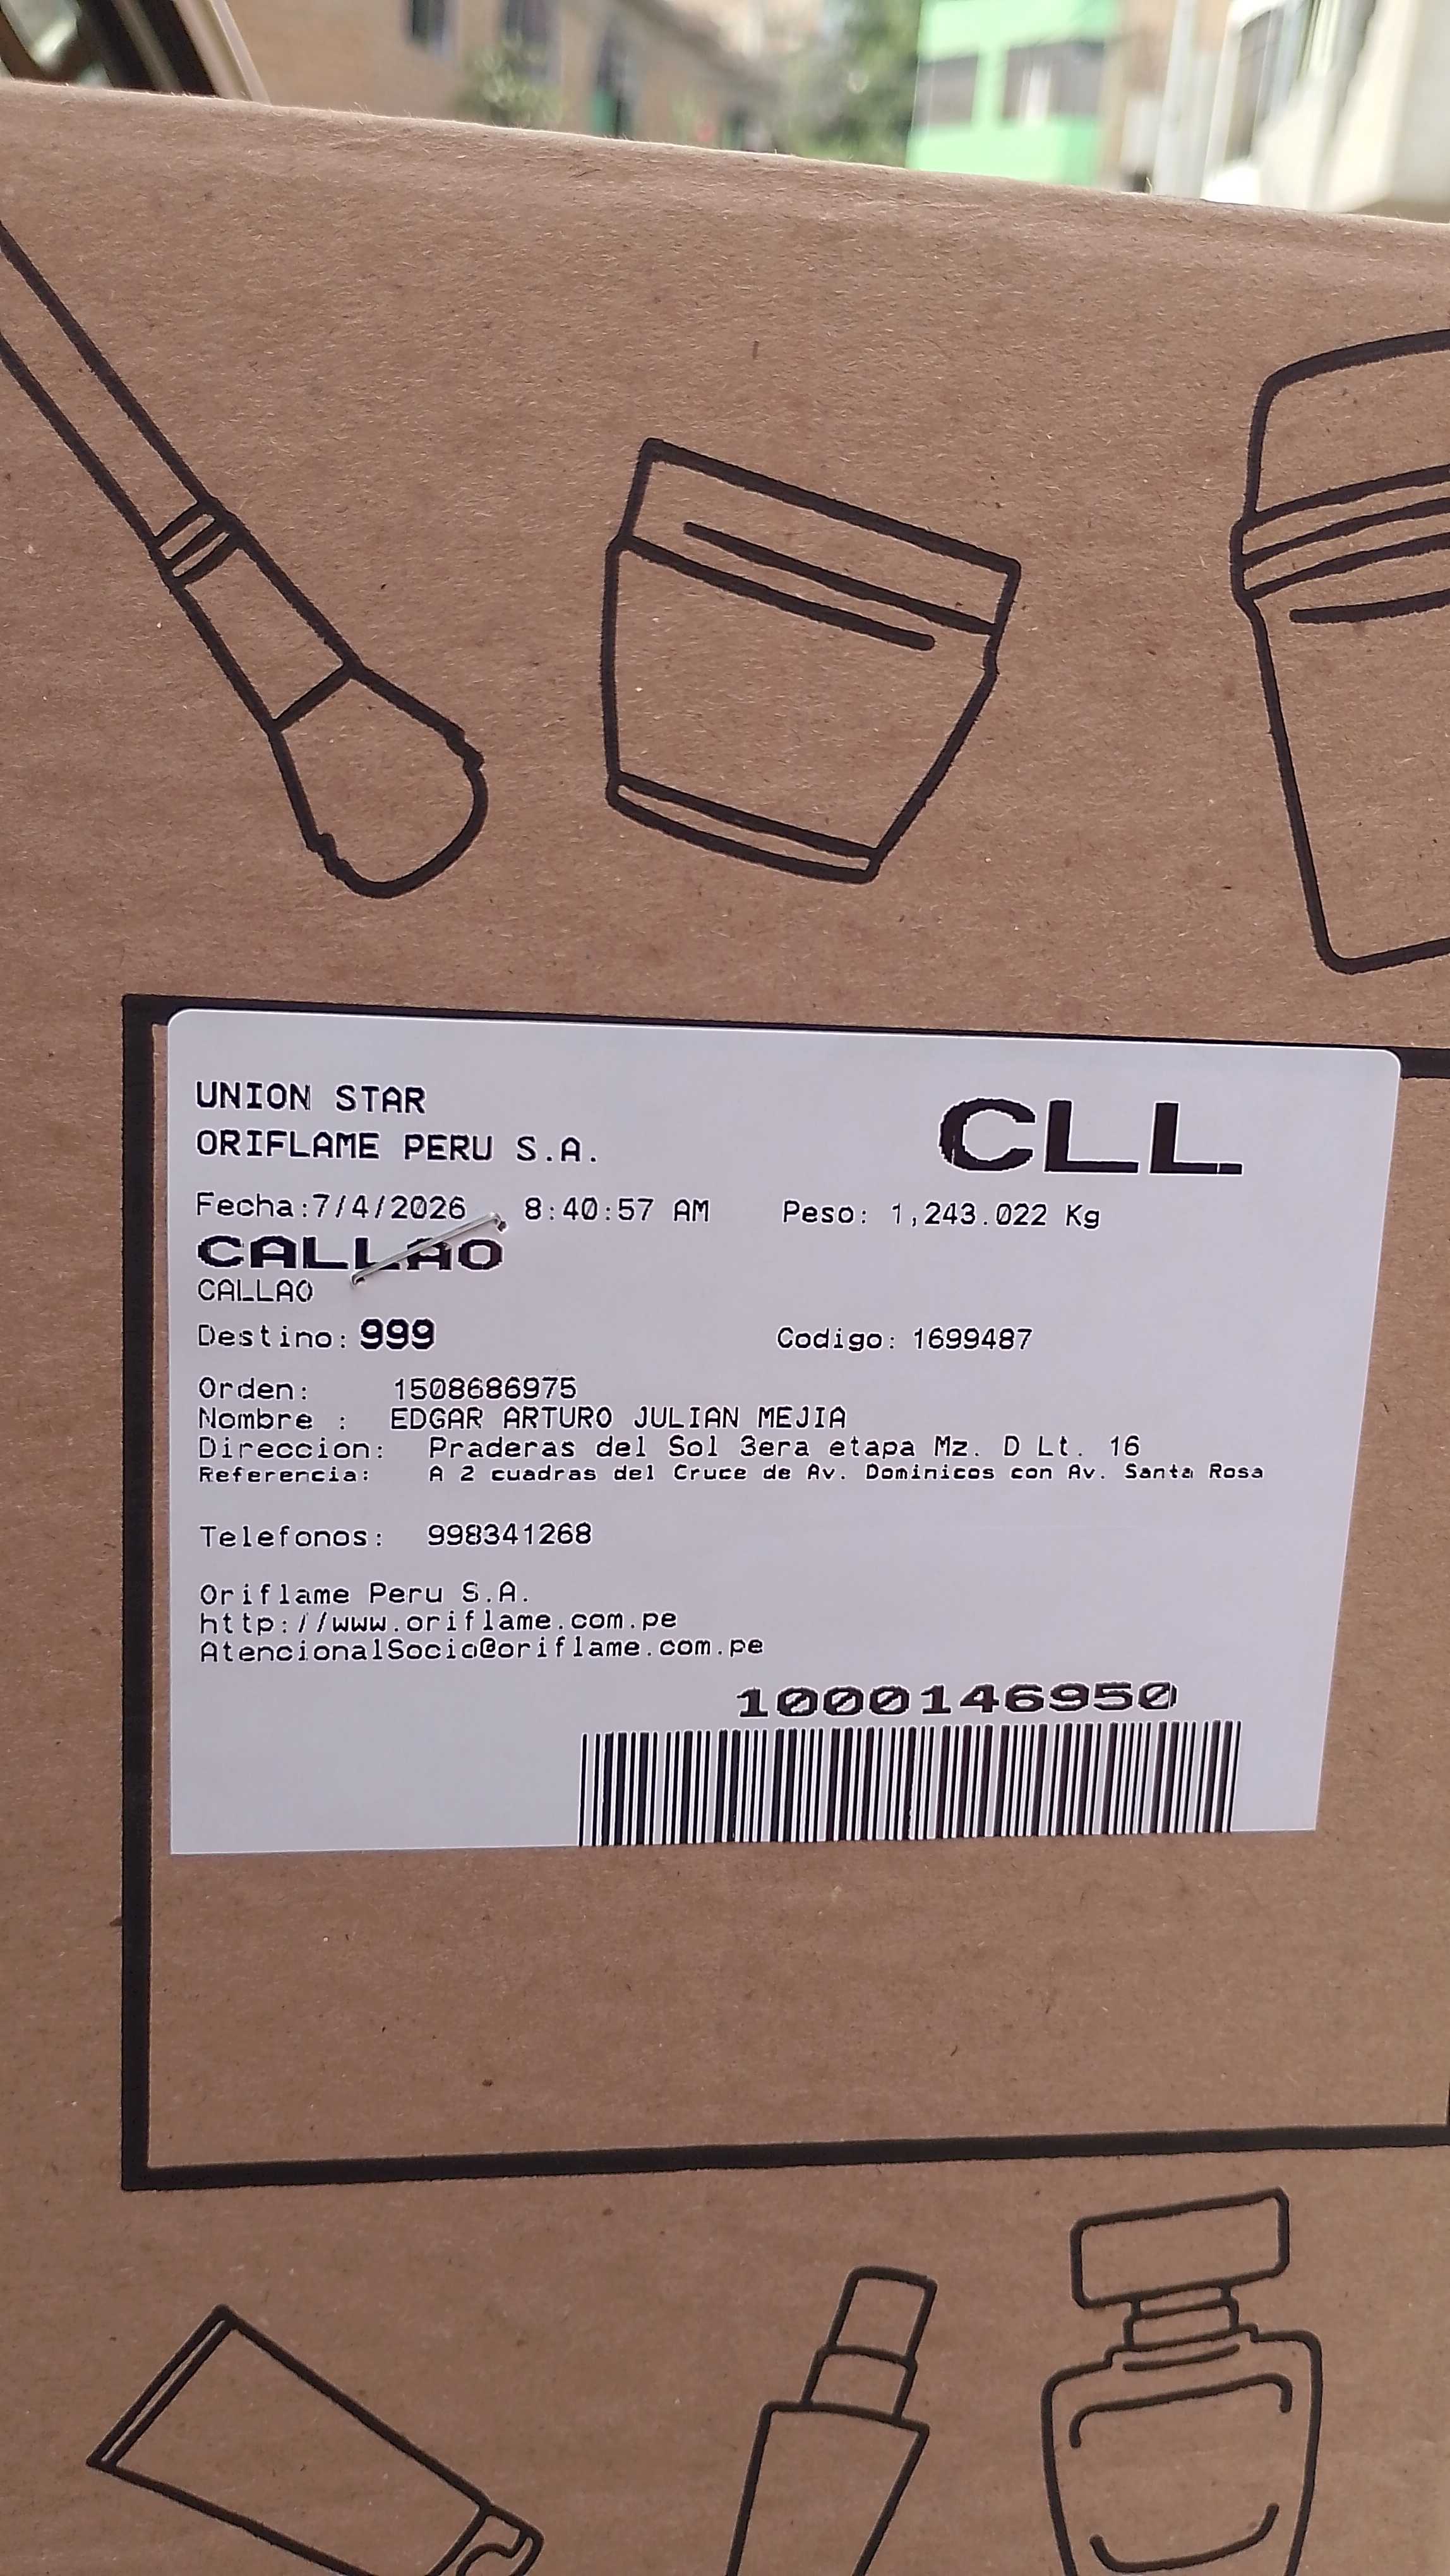 UNION STAR
ORIFLAME PERU S.A.
CLL
Fecha:7/4/2026 8:40:57 AM Peso: 1,243.022 Kg
CALLAO
CALLAO
Destino: 999 Codigo: 1699487
Orden: 1508686975
Nombre : EDGAR ARTURO JULIAN MEJIA
Direccion: Praderas del Sol 3era etapa Mz. D Lt. 16
Referencia: A 2 cuadras del Cruce de Av. Dominicos con Av. Santa Rosa
Telefonos: 998341268
Oriflame Peru S.A.
http://www.oriflame.com.pe
AtencionalSocio@oriflame.com.pe
1000146950